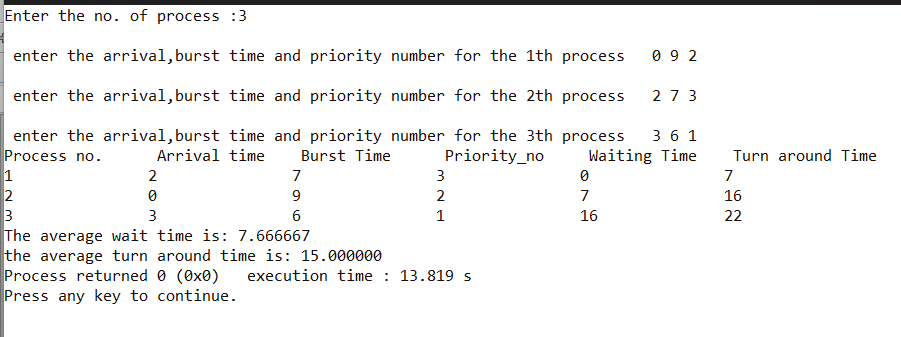 Enter the no. of process :3
enter the arrival,burst time and priority number for the 1th process 0 9 2
enter the arrival,burst time and priority number for the 2th process 2 7 3
enter the arrival,burst time and priority number for the 3th process 3 6 1
Process no. Arrival time Burst Time Priority_no Waiting Time Turn around Time
1 2 7 3 0 7
2 0 9 2 7 16
3 3 6 1 16 22
The average wait time is: 7.666667
the average turn around time is: 15.000000
Process returned 0 (0x0) execution time : 13.819 s
Press any key to continue.